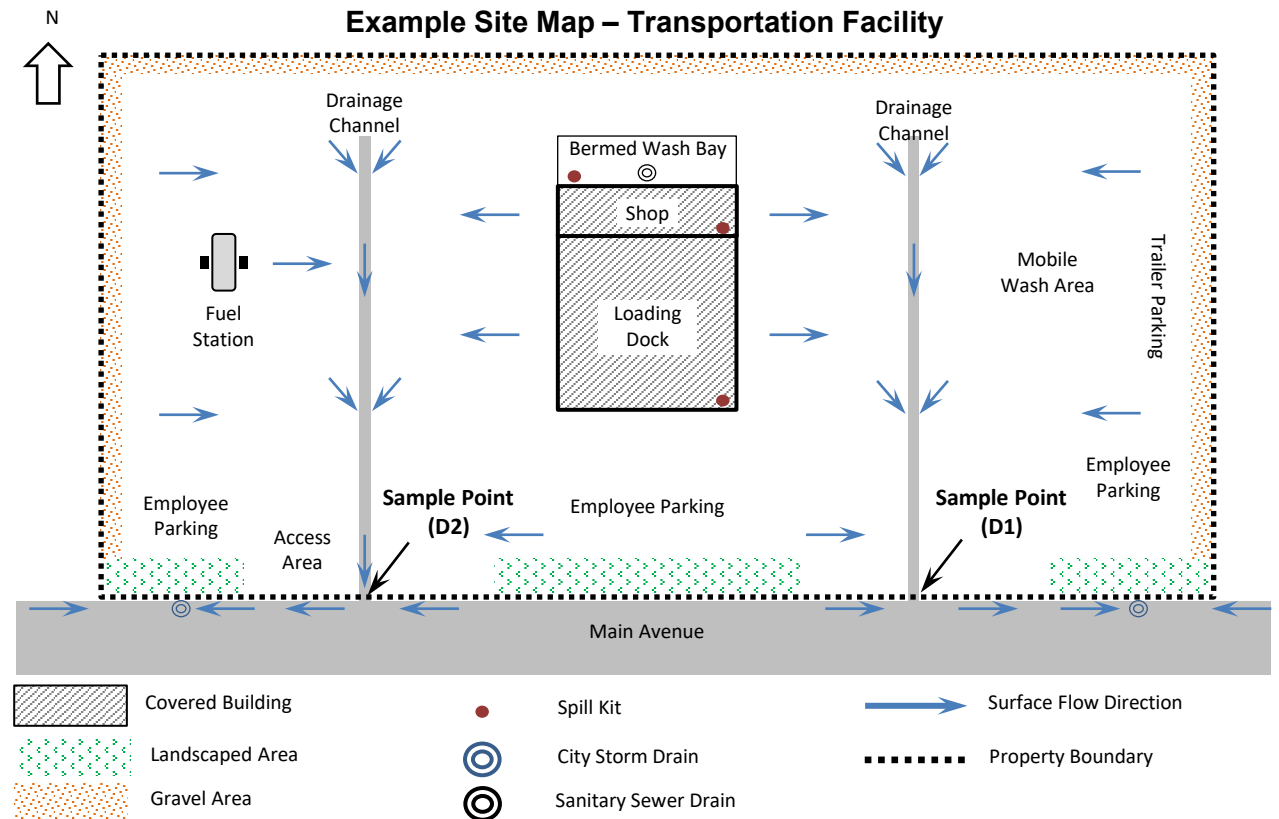 N
Example Site Map – Transportation Facility
Drainage
Channel
Drainage
Channel
Bermed Wash Bay
Shop
Loading
Dock
Fuel
Station
Mobile
Wash Area
Trailer Parking
Employee
Parking
Access
Area
Sample Point
(D2)
Employee Parking
Sample Point
(D1)
Employee
Parking
Main Avenue
Covered Building
Spill Kit
Surface Flow Direction
Landscaped Area
City Storm Drain
Property Boundary
Gravel Area
Sanitary Sewer Drain